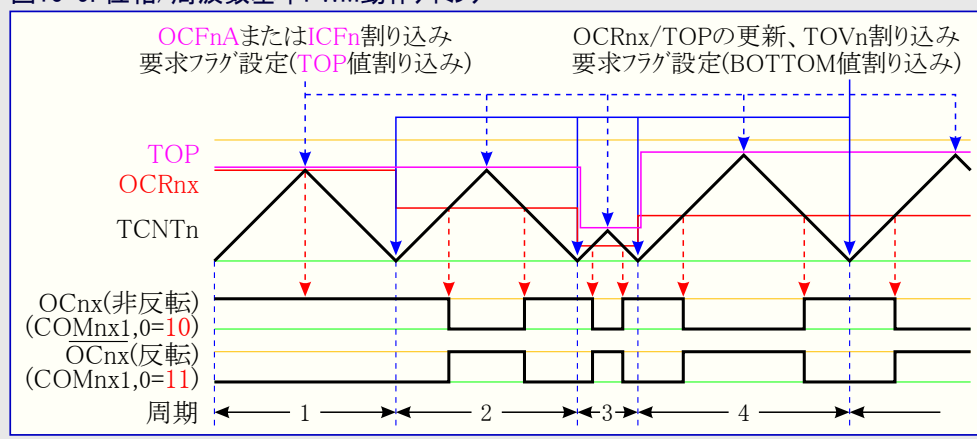 OCFnAまたはICFn割り込み
要求フラグ設定(TOP値割り込み)
OCRnx/TOPの更新、TOVn割り込み
要求フラグ設定(BOTTOM値割り込み)
TOP
OCRnx
TCNTn
OCnx(非反転)
(COMnx1,0=10)
OCnx(反転)
(COMnx1,0=11)
周期
1
2
3
4